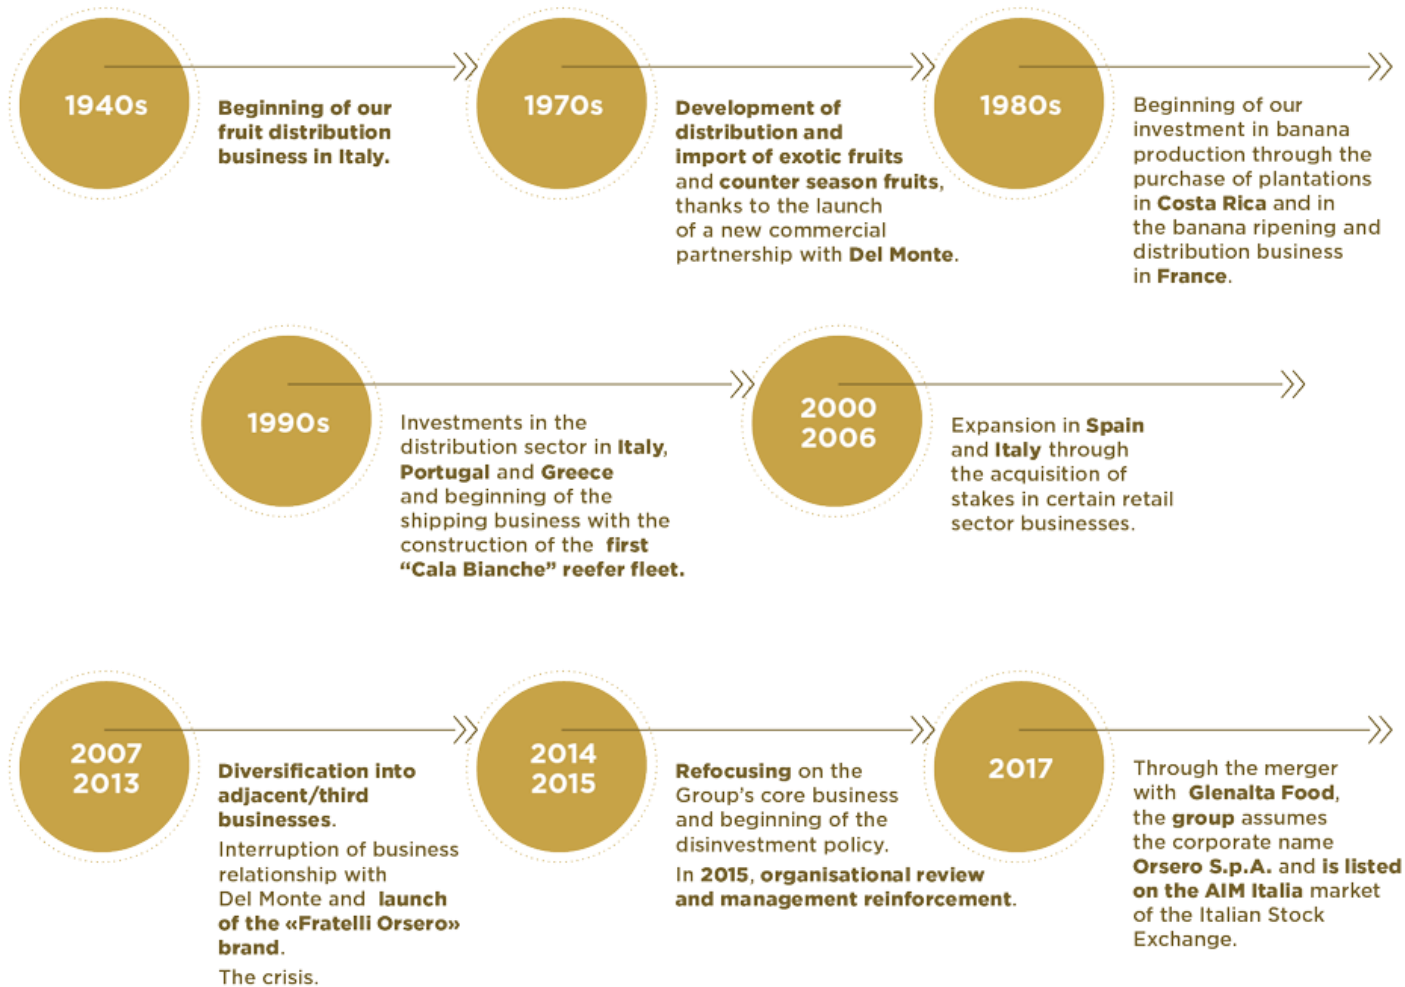 1940s
Beginning of our
fruit distribution
business in Italy.
1970s
Development of
distribution and
import of exotic fruits
and counter season fruits,
thanks to the launch
of a new commercial
partnership with Del Monte.
1980s
Beginning of our
investment in banana
production through the
purchase of plantations
in Costa Rica and in
the banana ripening and
distribution business
in France.
1990s
Investments in the
distribution sector in Italy,
Portugal and Greece
and beginning of the
shipping business with the
construction of the first
“Cala Bianche” reefer fleet.
2000
2006
Expansion in Spain
and Italy through
the acquisition of
stakes in certain retail
sector businesses.
2007
2013
Diversification into
adjacent/third
businesses.
Interruption of business
relationship with
Del Monte and launch
of the «Fratelli Orsero»
brand.
The crisis.
2014
2015
Refocusing on the
Group’s core business
and beginning of the
disinvestment policy.
In 2015, organisational review
and management reinforcement.
2017
Through the merger
with Glenalta Food,
the group assumes
the corporate name
Orsero S.p.A. and is listed
on the AIM Italia market
of the Italian Stock
Exchange.